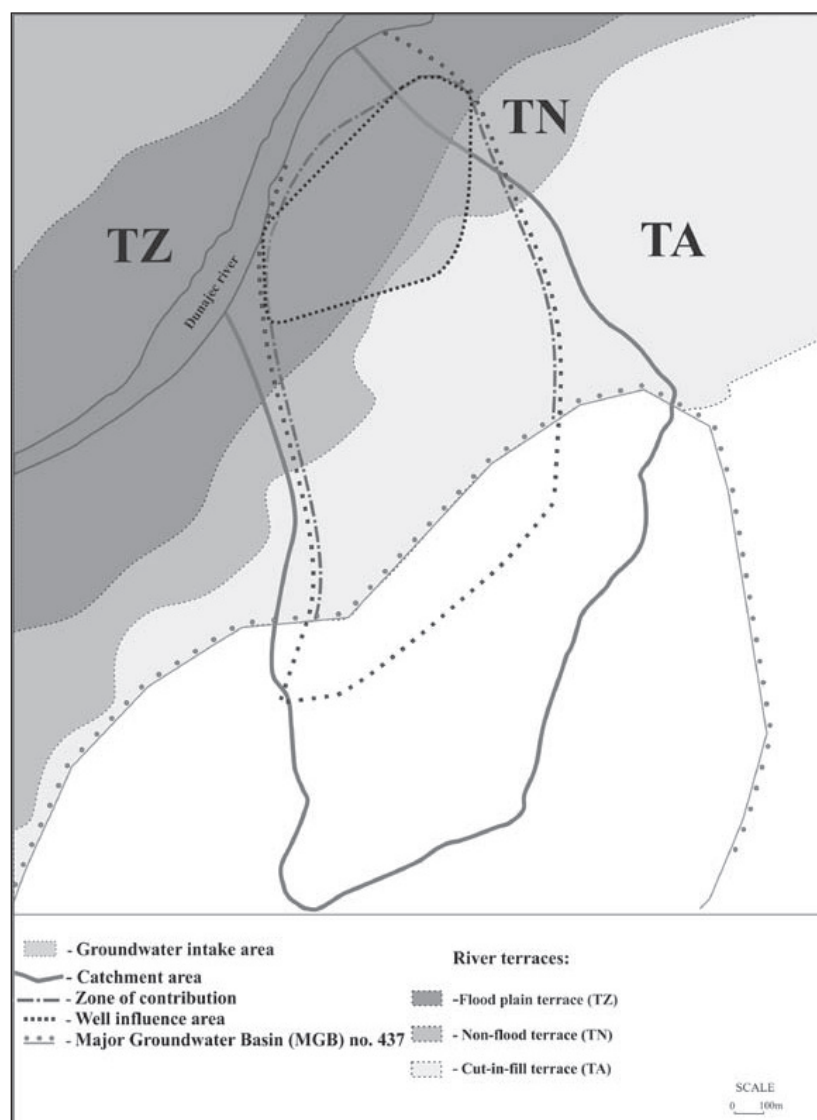 TN
TA
TZ
Dunajec river
- Groundwater intake area
- Catchment area
- Zone of contribution
- Well influence area
- Major Groundwater Basin (MGB) no. 437
River terraces:
-Flood plain terrace (TZ)
- Non-flood terrace (TN)
- Cut-in-fill terrace (TA)
SCALE
0 100m